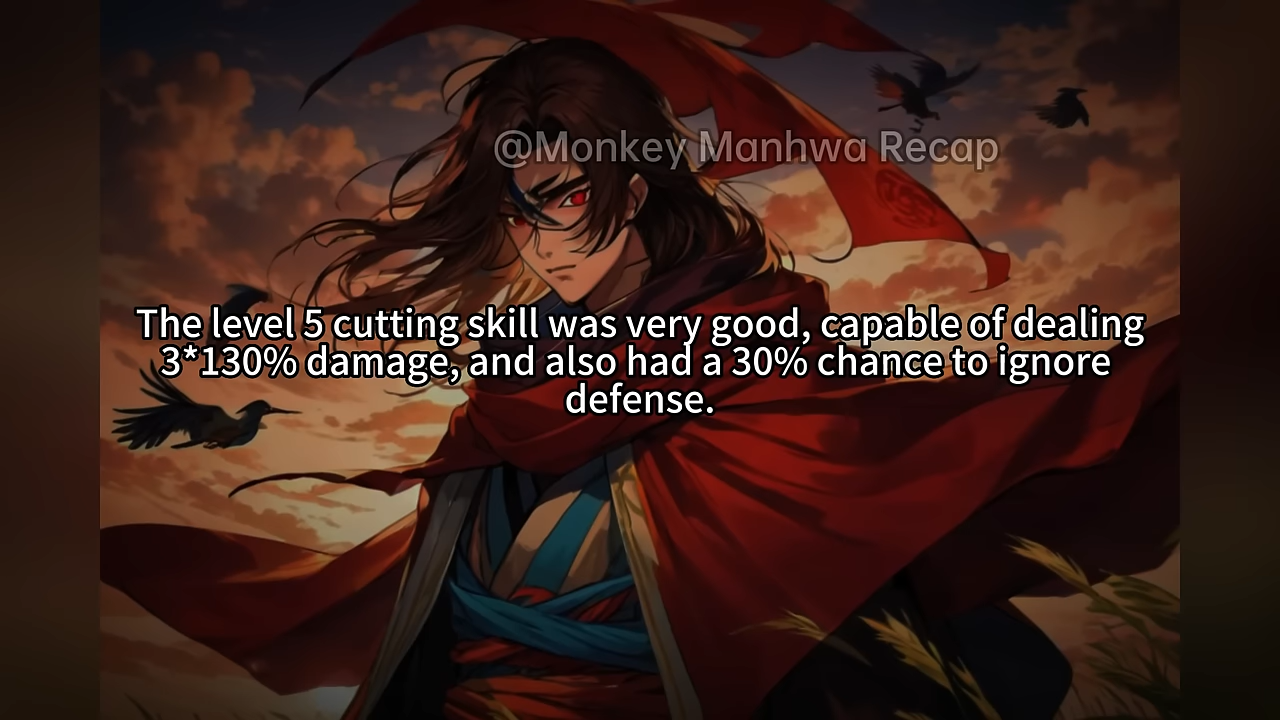 @Monkey Manhwa Recap
The level 5 cutting skill was very good, capable of dealing
3*130% damage, and also had a 30% chance to ignore
defense.